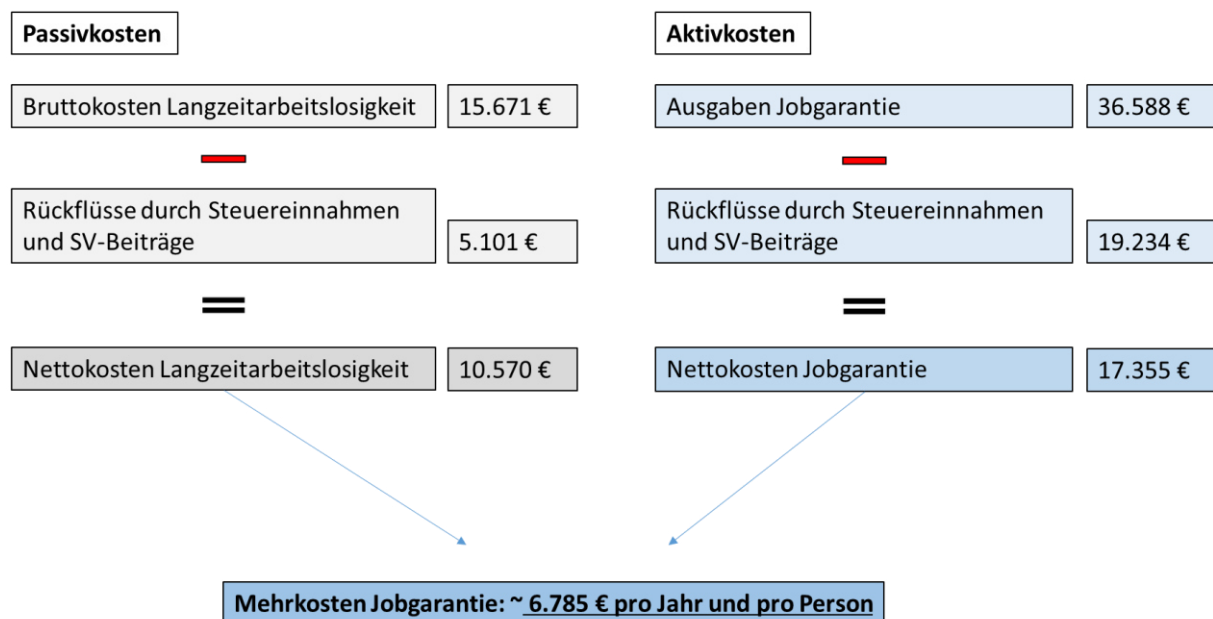 Passivkosten
Bruttokosten Langzeitarbeitslosigkeit 15.671 €
Rückflüsse durch Steuereinnahmen
und SV-Beiträge 5.101 €
Nettokosten Langzeitarbeitslosigkeit 10.570 €
Aktivkosten
Ausgaben Jobgarantie 36.588 €
Rückflüsse durch Steuereinnahmen
und SV-Beiträge 19.234 €
Nettokosten Jobgarantie 17.355 €
Mehrkosten Jobgarantie: ~ 6.785 € pro Jahr und pro Person